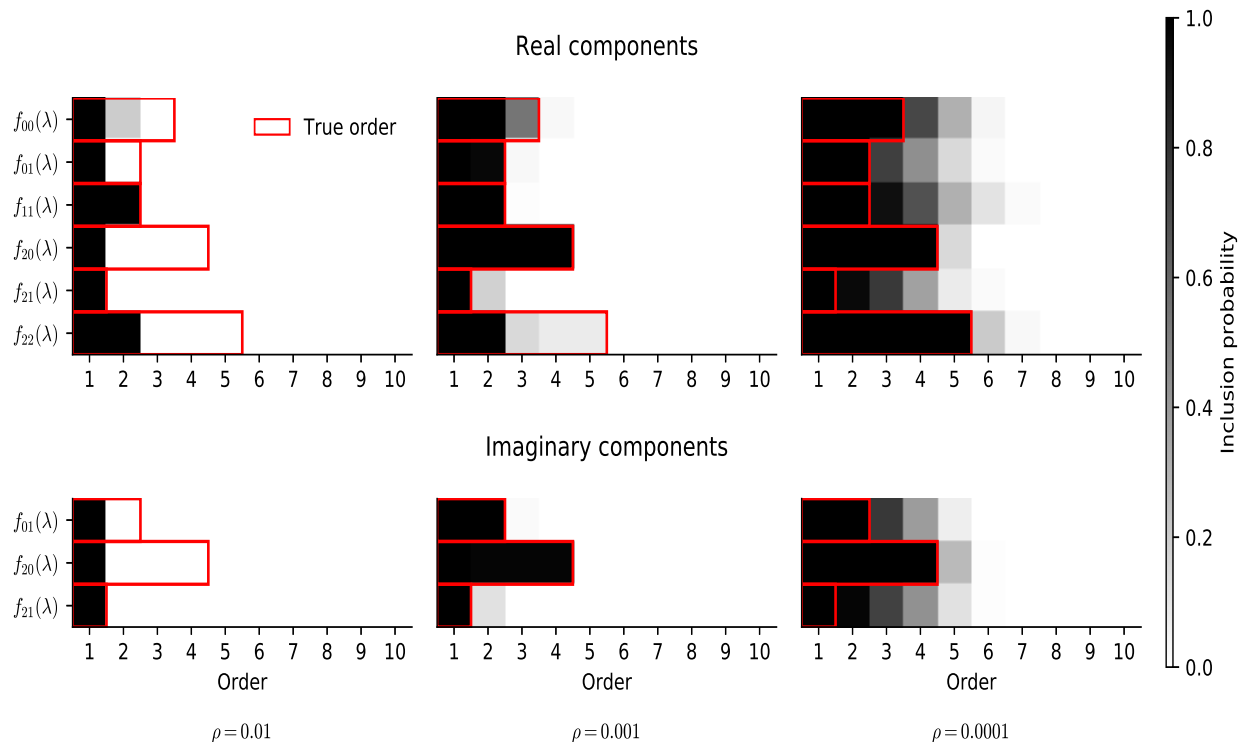 Real components
True order
f₀₀(λ)
f₀₁(λ)
f₁₁(λ)
f₂₀(λ)
f₂₁(λ)
f₂₂(λ)
1 2 3 4 5 6 7 8 9 10
1 2 3 4 5 6 7 8 9 10
1 2 3 4 5 6 7 8 9 10
Imaginary components
f₀₁(λ)
f₂₀(λ)
f₂₁(λ)
1 2 3 4 5 6 7 8 9 10
1 2 3 4 5 6 7 8 9 10
1 2 3 4 5 6 7 8 9 10
Order
Order
Order
ρ = 0.01
ρ = 0.001
ρ = 0.0001
1.0
0.8
0.6
0.4
0.2
0.0
Inclusion probability